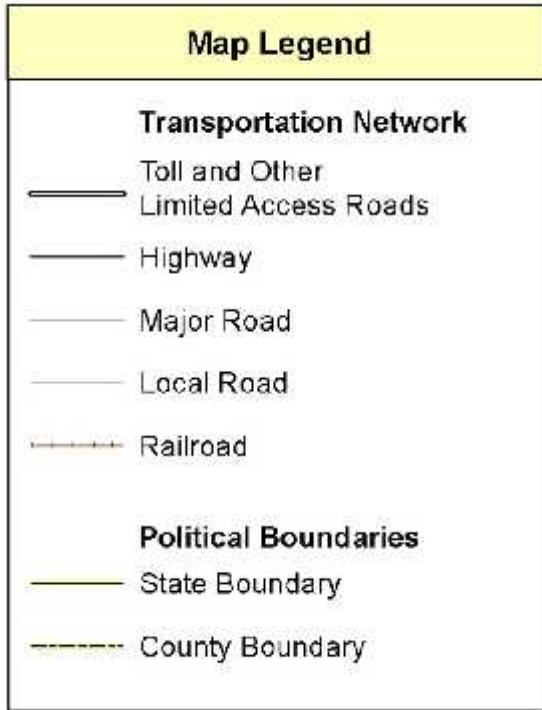 Map Legend
Transportation Network
Toll and Other
Limited Access Roads
Highway
Major Road
Local Road
Railroad
Political Boundaries
State Boundary
County Boundary